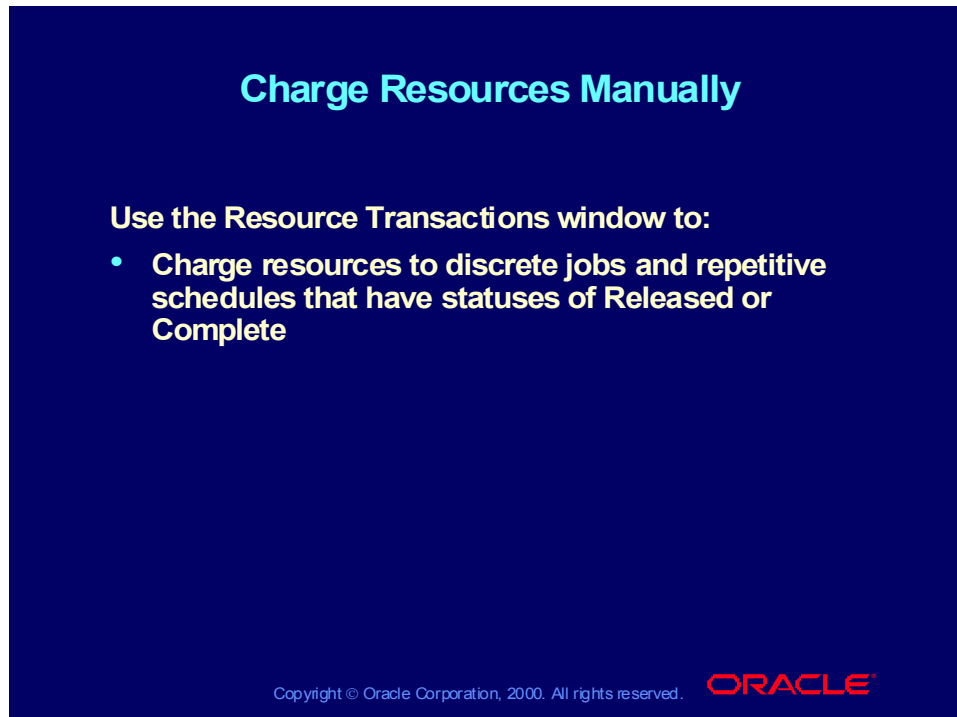 Charge Resources Manually
Use the Resource Transactions window to:
• Charge resources to discrete jobs and repetitive
schedules that have statuses of Released or
Complete
Copyright © Oracle Corporation, 2000. All rights reserved.
ORACLE®